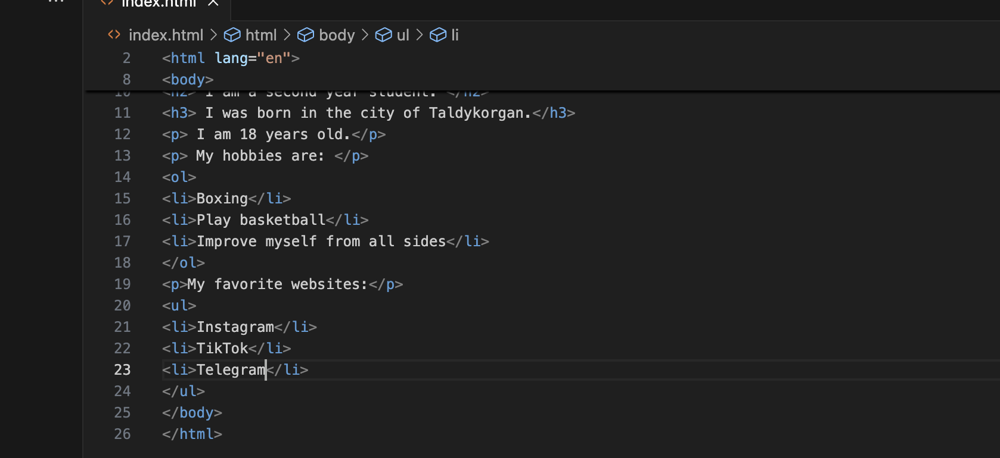 index.html ×
index.html > html > body > ul > li
2 <html lang="en">
8 <body>
10 <h2> I am a second year student. </h2>
11 <h3> I was born in the city of Taldykorgan.</h3>
12 <p> I am 18 years old.</p>
13 <p> My hobbies are: </p>
14 <ol>
15 <li>Boxing</li>
16 <li>Play basketball</li>
17 <li>Improve myself from all sides</li>
18 </ol>
19 <p>My favorite websites:</p>
20 <ul>
21 <li>Instagram</li>
22 <li>TikTok</li>
23 <li>Telegram</li>
24 </ul>
25 </body>
26 </html>